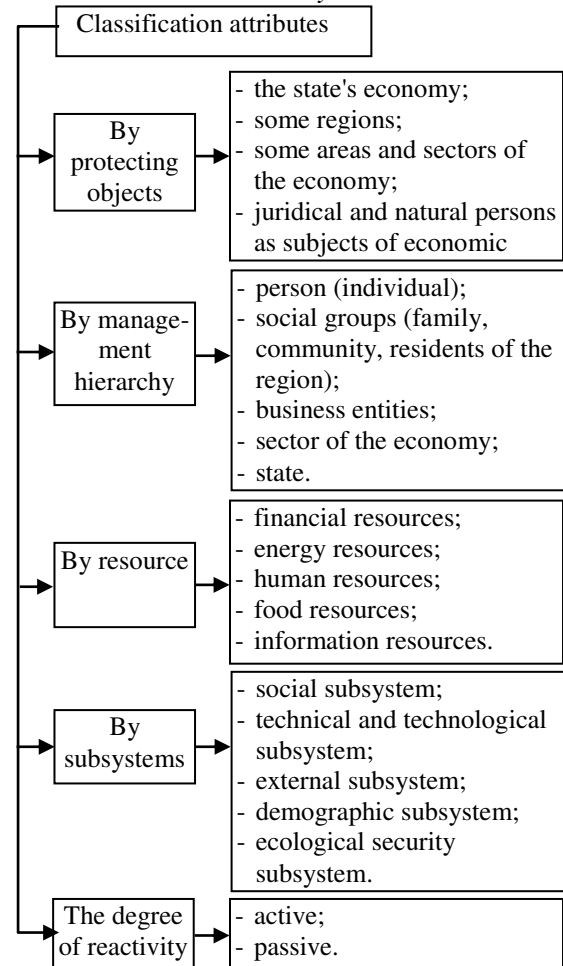 Classification attributes
By
protecting
objects
- the state's economy;
- some regions;
- some areas and sectors of
the economy;
- juridical and natural persons
as subjects of economic
By manage-
ment
hierarchy
- person (individual);
- social groups (family,
community, residents of the
region);
- business entities;
- sector of the economy;
- state.
By resource
- financial resources;
- energy resources;
- human resources;
- food resources;
- information resources.
By
subsystems
- social subsystem;
- technical and technological
subsystem;
- external subsystem;
- demographic subsystem;
- ecological security
subsystem.
The degree
of reactivity
- active;
- passive.